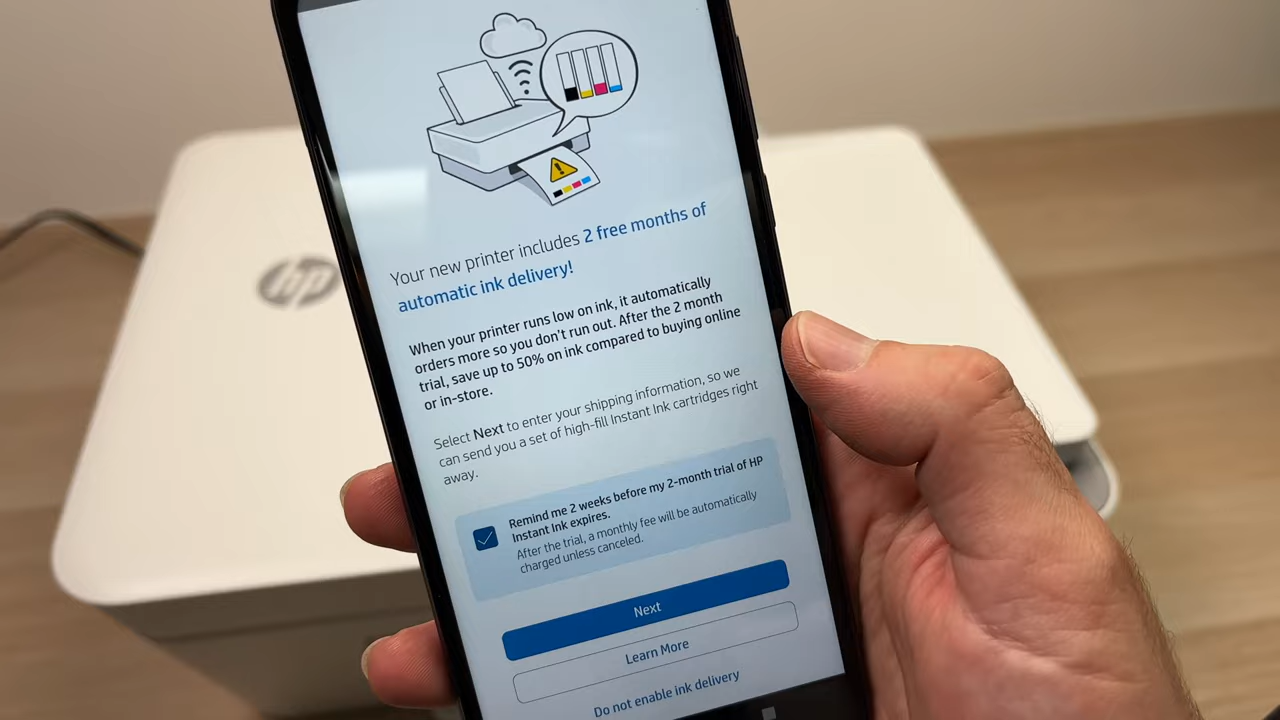 hp
Your new printer includes 2 free months of
automatic ink delivery!
When your printer runs low on ink, it automatically
orders more so you don't run out. After the 2 month
trial, save up to 50% on ink compared to buying online
or in-store.
Select Next to enter your shipping information, so we
can send you a set of high-fill Instant Ink cartridges right
away.
Remind me 2 weeks before my 2-month trial of HP
Instant Ink expires.
After the trial, a monthly fee will be automatically
charged unless canceled.
Next
Learn More
Do not enable ink delivery